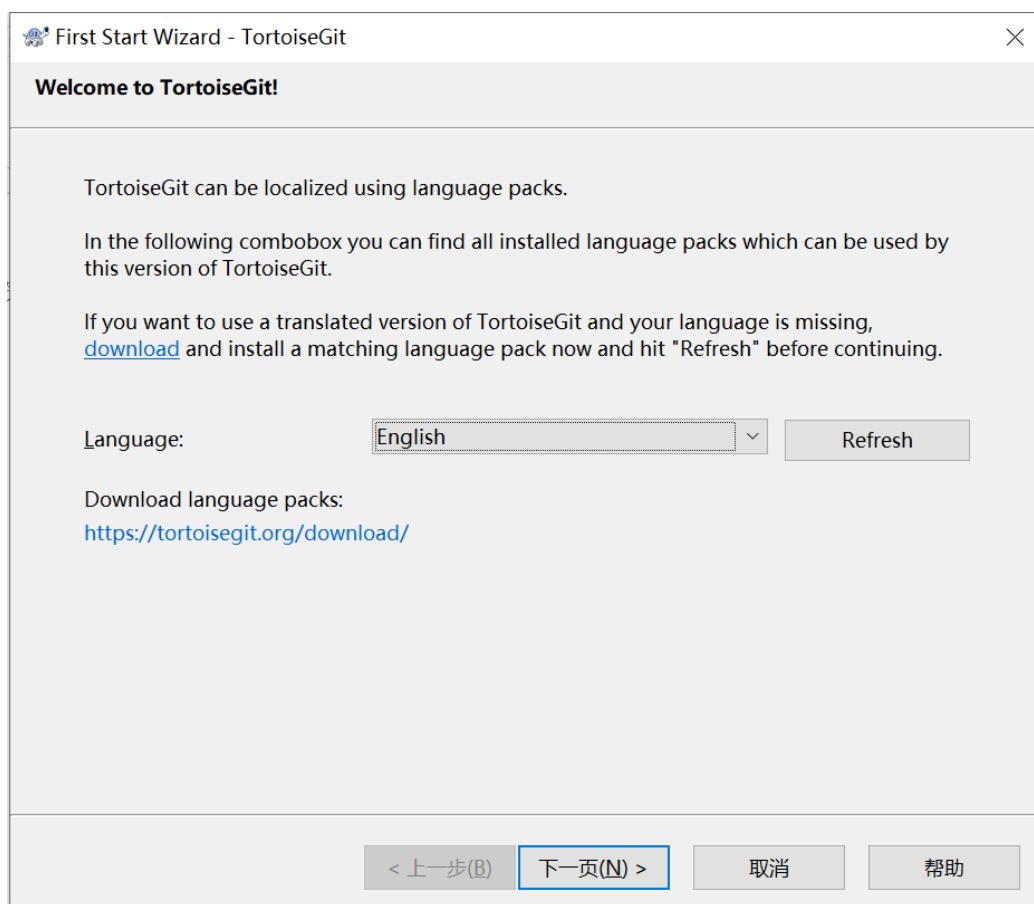 First Start Wizard - TortoiseGit
Welcome to TortoiseGit!
TortoiseGit can be localized using language packs.
In the following combobox you can find all installed language packs which can be used by
this version of TortoiseGit.
If you want to use a translated version of TortoiseGit and your language is missing,
download and install a matching language pack now and hit "Refresh" before continuing.
Language:
English
Refresh
Download language packs:
https://tortoisegit.org/download/
< 上一步(B)
下一页(N) >
取消
帮助